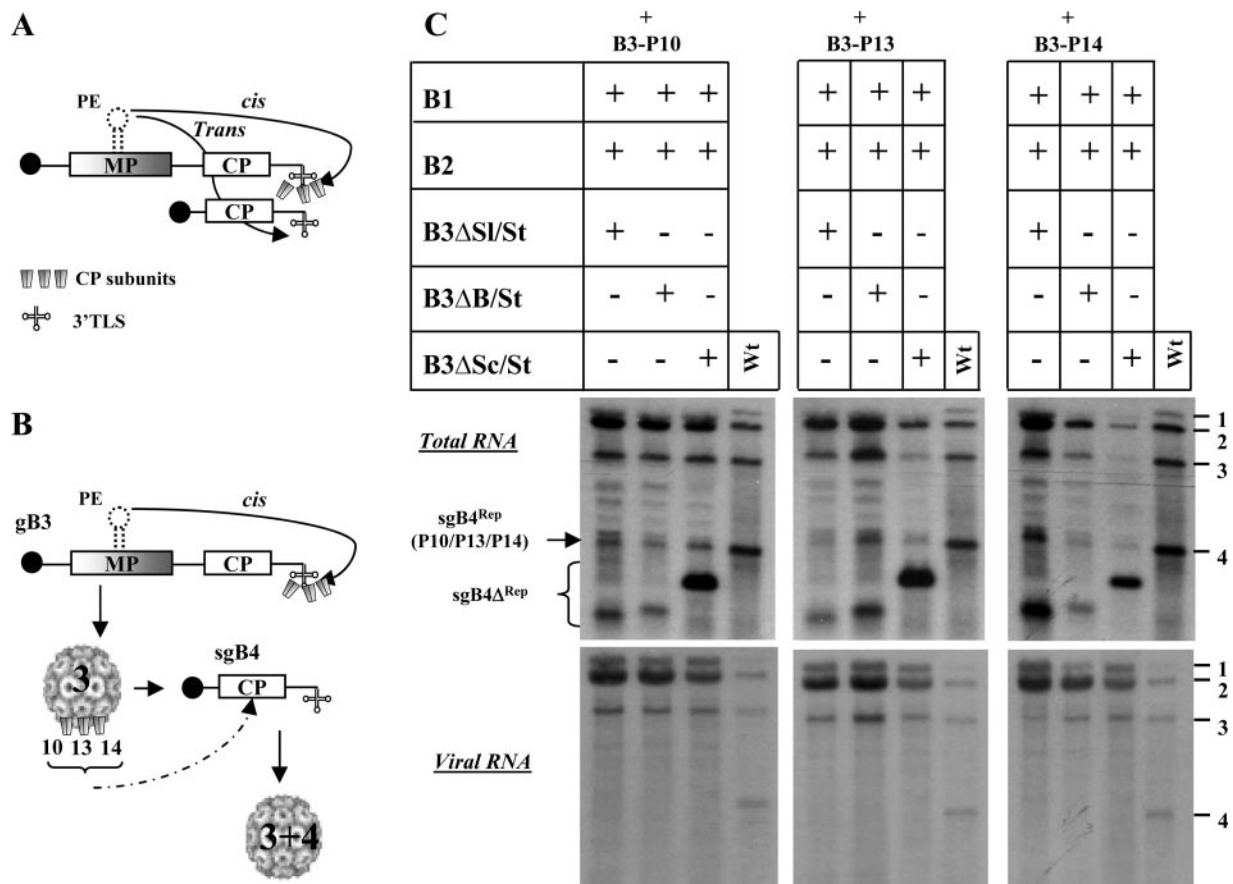 A
PE
cis
Trans
MP
CP
CP
CP subunits
3'TLS
B
PE
cis
gB3
MP
CP
sgB4
3
CP
10 13 14
3+4
C
+ + +
B3-P10 B3-P13 B3-P14
B1 + + + + + + + + +
B2 + + + + + + + + +
B3ΔSl/St + - - + - - + - -
B3ΔB/St - + - - + - - + -
B3ΔSc/St - - + Wt - - + Wt - - + Wt
Total RNA
1
2
3
sgB4Rep
(P10/P13/P14)
4
sgB4ΔRep
1
2
3
Viral RNA
4